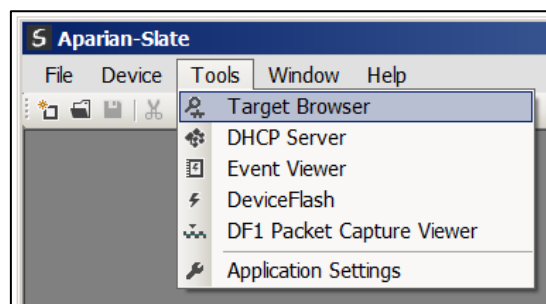 Aparian-Slate
File Device Tools Window Help
Target Browser
DHCP Server
Event Viewer
DeviceFlash
DF1 Packet Capture Viewer
Application Settings